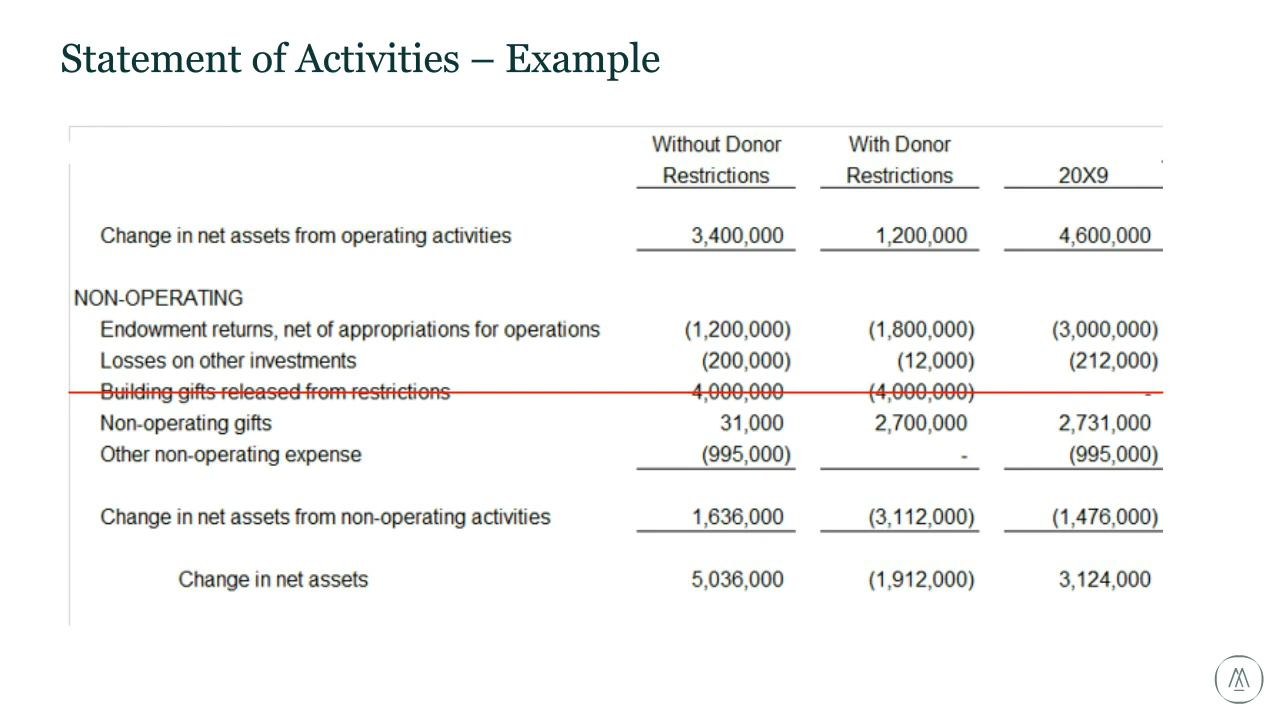 Statement of Activities – Example
Without Donor With Donor
Restrictions Restrictions 20X9
Change in net assets from operating activities 3,400,000 1,200,000 4,600,000
NON-OPERATING
Endowment returns, net of appropriations for operations (1,200,000) (1,800,000) (3,000,000)
Losses on other investments (200,000) (12,000) (212,000)
Building gifts released from restrictions 4,000,000 (4,000,000) -
Non-operating gifts 31,000 2,700,000 2,731,000
Other non-operating expense (995,000) - (995,000)
Change in net assets from non-operating activities 1,636,000 (3,112,000) (1,476,000)
Change in net assets 5,036,000 (1,912,000) 3,124,000